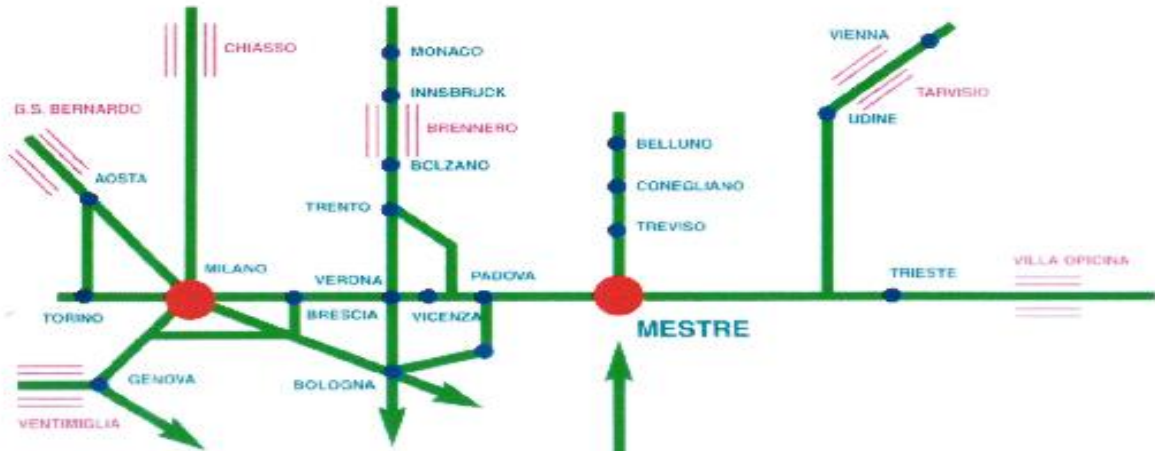 CHIASSO
MONACO
VIENNA
INNSBRUCK
TARVISIO
G.S. BERNARDO
BRENNERO
UDINE
BELLUNO
BOLZANO
AOSTA
CONEGLIANO
TRENTO
TREVISO
VILLA OPICINA
MILANO
VERONA
PADOVA
TRIESTE
TORINO
BRESCIA
VICENZA
MESTRE
GENOVA
BOLOGNA
VENTIMIGLIA